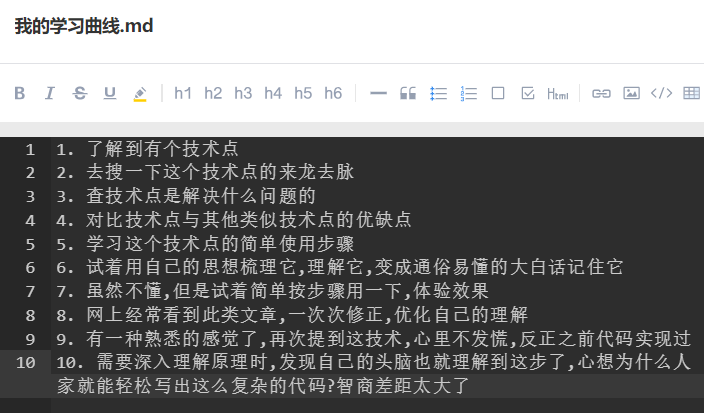 我的学习曲线.md
B I S U h1 h2 h3 h4 h5 h6 Html </>
1 1. 了解到有个技术点
2 2. 去搜一下这个技术点的来龙去脉
3 3. 查技术点是解决什么问题的
4 4. 对比技术点与其他类似技术点的优缺点
5 5. 学习这个技术点的简单使用步骤
6 6. 试着用自己的思想梳理它,理解它,变成通俗易懂的大白话记住它
7 7. 虽然不懂,但是试着简单按步骤用一下,体验效果
8 8. 网上经常看到此类文章,一次次修正,优化自己的理解
9 9. 有一种熟悉的感觉了,再次提到这技术,心里不发慌,反正之前代码实现过
10 10. 需要深入理解原理时,发现自己的头脑也就理解到这步了,心想为什么人
家就能轻松写出这么复杂的代码?智商差距太大了